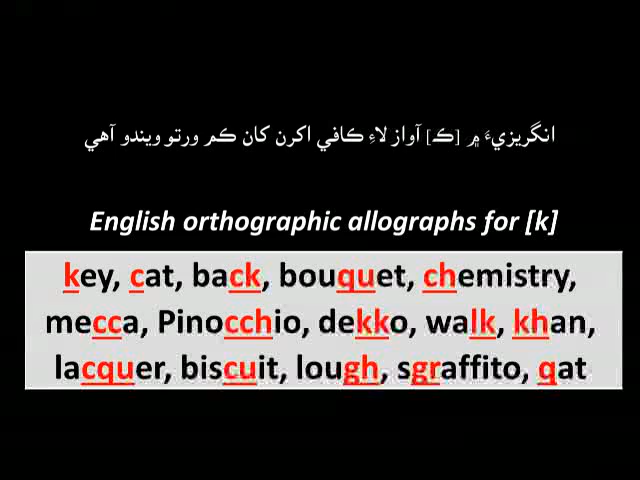 انگريزيءَ ۾ [ڪ] آواز لاءِ ڪافي اکرن کان ڪم ورتو ويندو آهي
English orthographic allographs for [k]
key, cat, back, bouquet, chemistry,
mecca, Pinocchio, dekko, walk, khan,
lacquer, biscuit, lough, sgraffito, qat